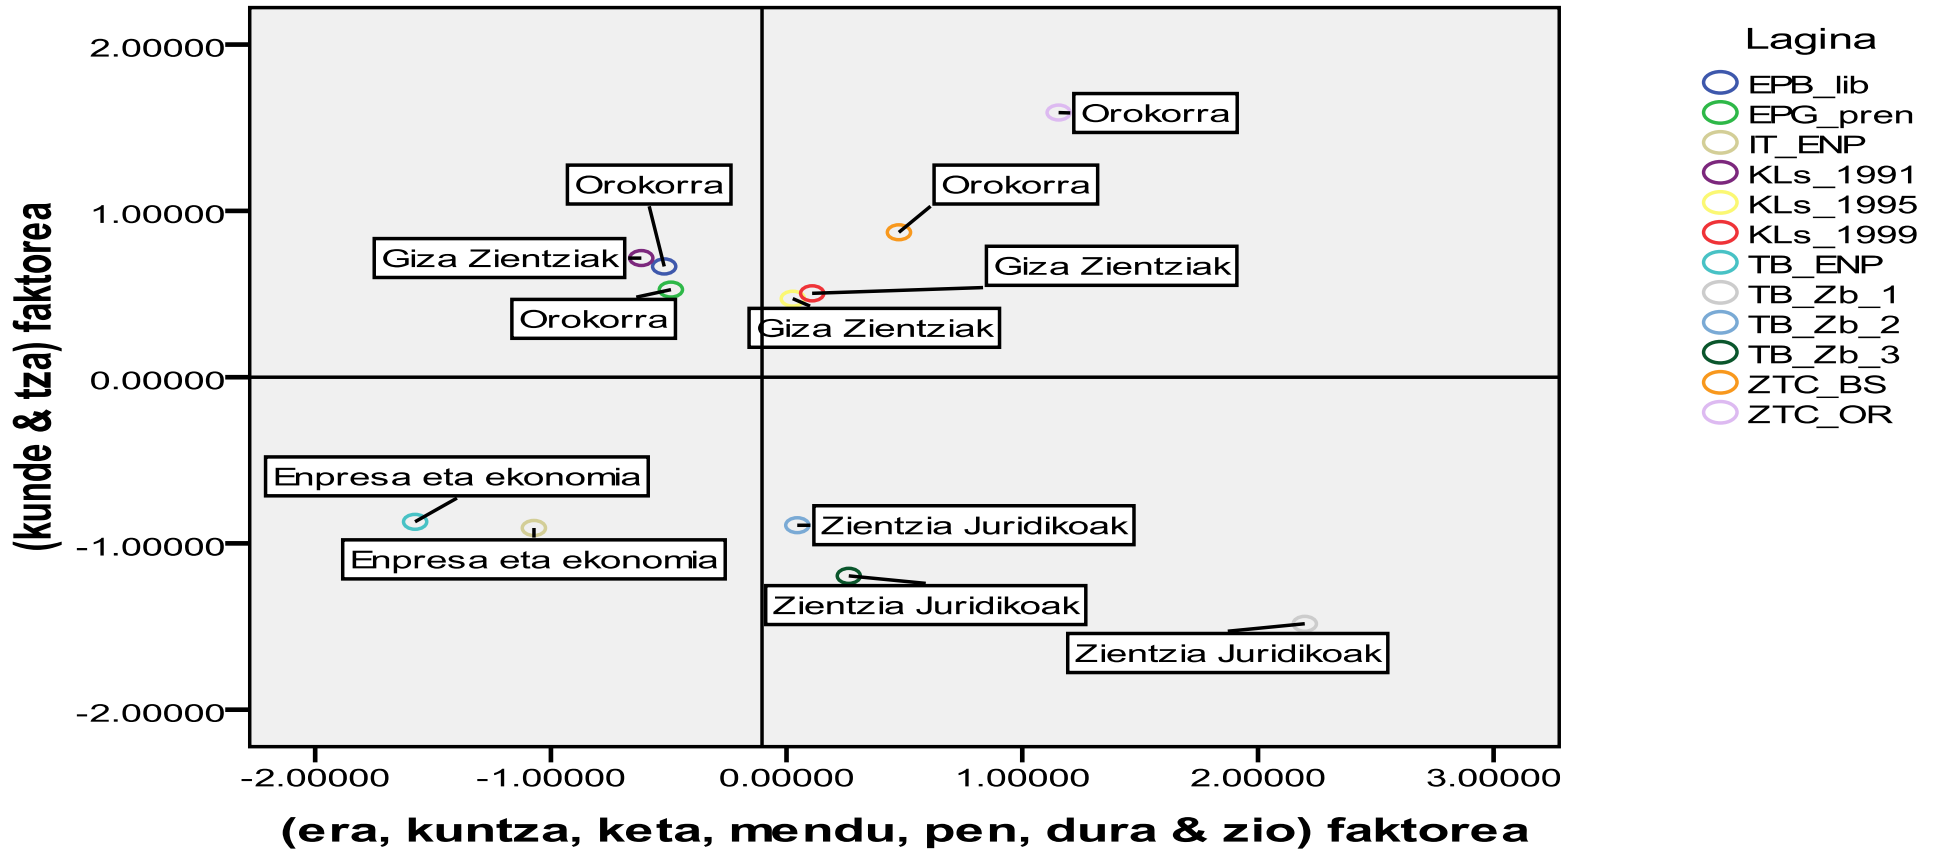 2.00000
1.00000
0.00000
-1.00000
-2.00000
(kunde & tza) faktorea
Orokorra
Orokorra
Orokorra
Giza Zientziak
Giza Zientziak
Orokorra
Giza Zientziak
Enpresa eta ekonomia
Zientzia Juridikoak
Enpresa eta ekonomia
Zientzia Juridikoak
Zientzia Juridikoak
-2.00000 -1.00000 0.00000 1.00000 2.00000 3.00000
(era, kuntza, keta, mendu, pen, dura & zio) faktorea
Lagina
EPB_lib
EPG_pren
IT_ENP
KLs_1991
KLs_1995
KLs_1999
TB_ENP
TB_Zb_1
TB_Zb_2
TB_Zb_3
ZTC_BS
ZTC_OR